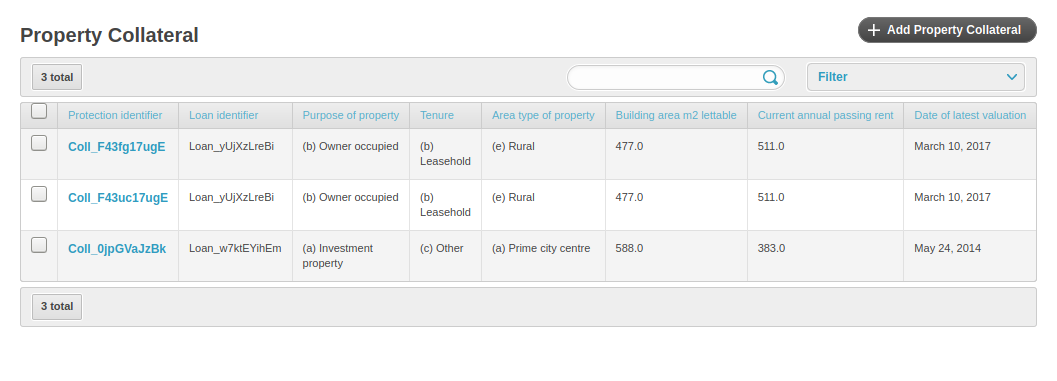 Property Collateral
Add Property Collateral
3 total
Filter
Protection identifier Loan identifier Purpose of property Tenure Area type of property Building area m2 lettable Current annual passing rent Date of latest valuation
Coll_F43fg17ugE Loan_yUjXzLreBi (b) Owner occupied (b) (e) Rural 477.0 511.0 March 10, 2017
Leasehold
Coll_F43uc17ugE Loan_yUjXzLreBi (b) Owner occupied (b) (e) Rural 477.0 511.0 March 10, 2017
Leasehold
Coll_0jpGVaJzBk Loan_w7ktEYihEm (a) Investment (c) Other (a) Prime city centre 588.0 383.0 May 24, 2014
property
3 total